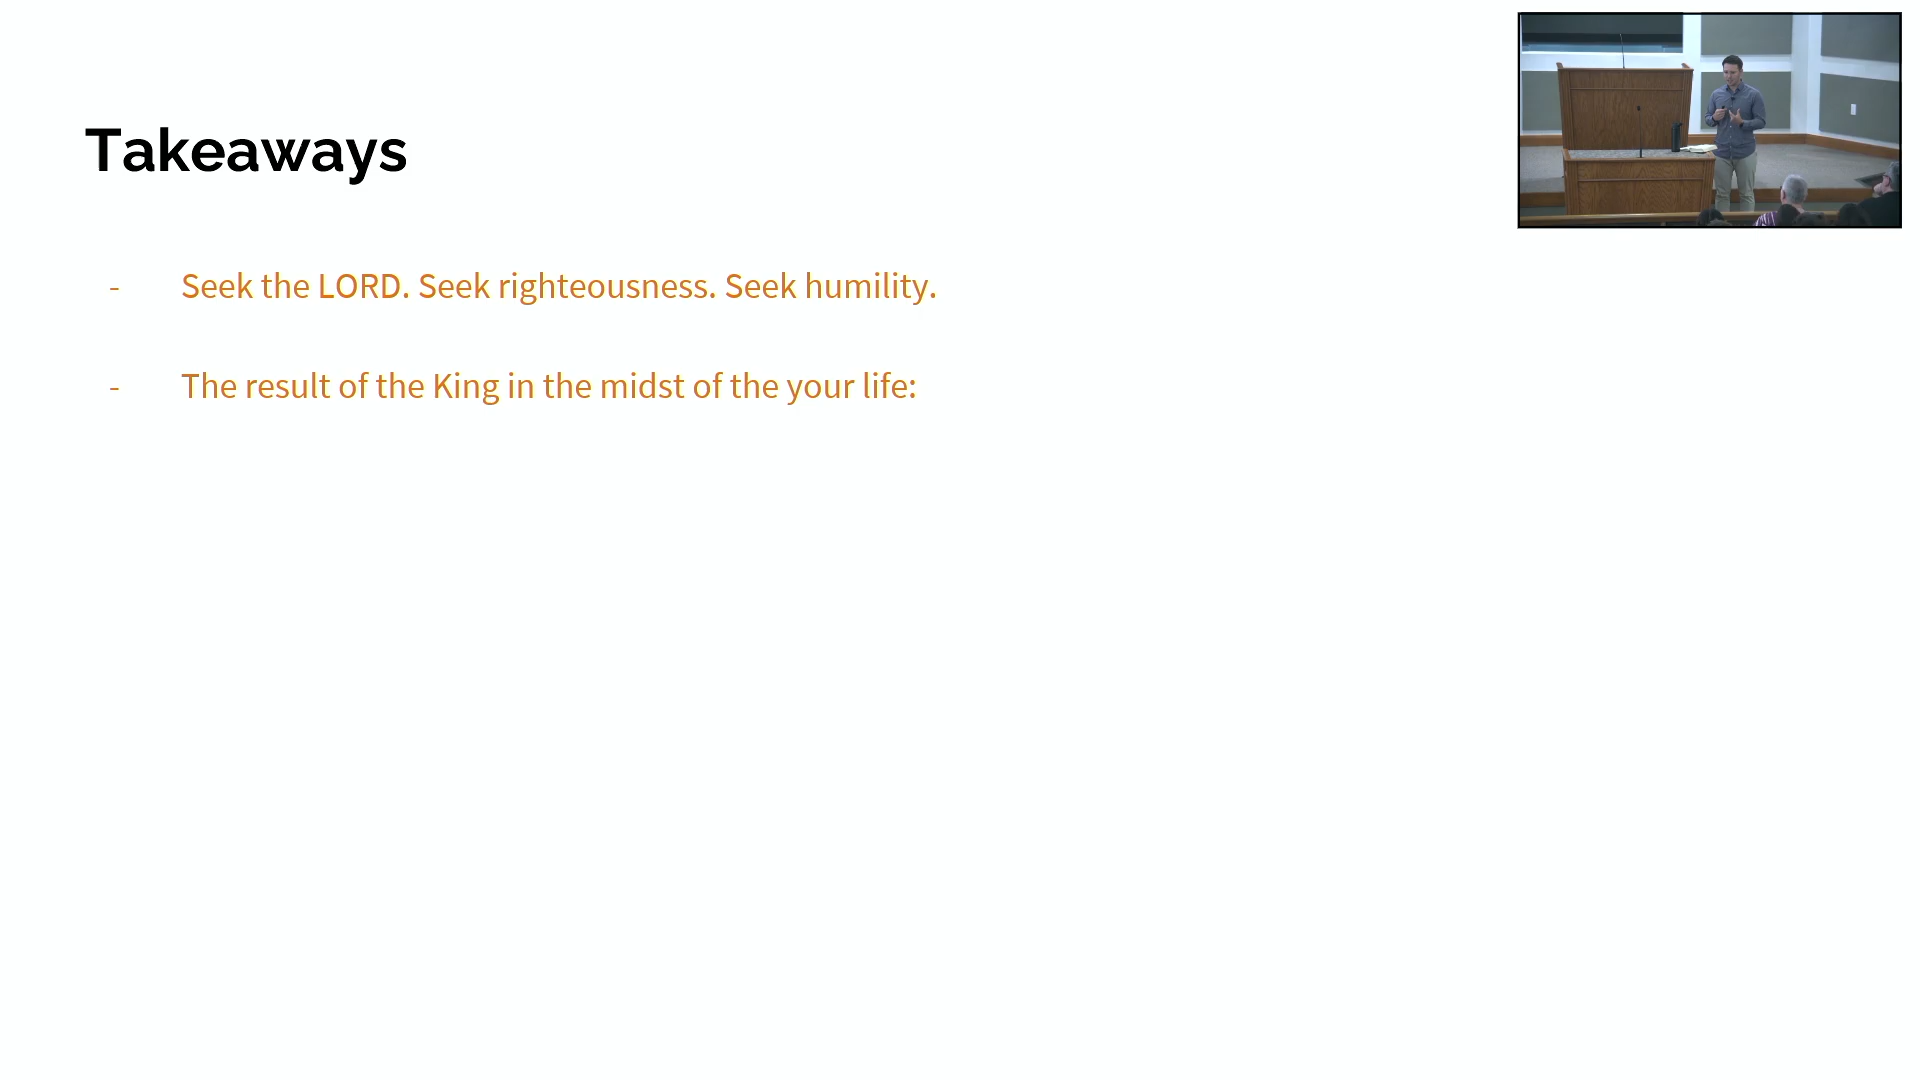 Takeaways
- Seek the LORD. Seek righteousness. Seek humility.
- The result of the King in the midst of the your life: